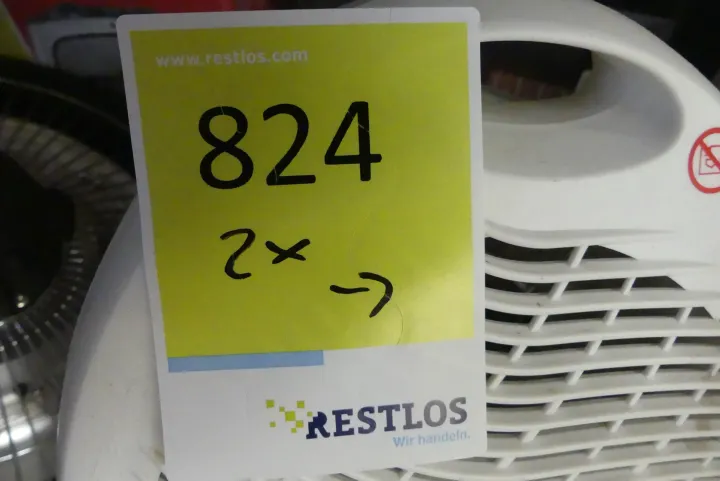 www.restlos.com
824
2x
→
RESTLOS
Wir handeln.